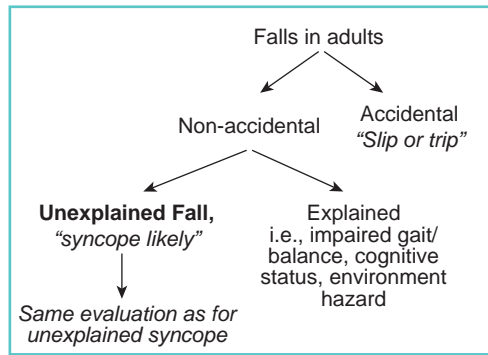 Falls in adults
Non-accidental
Accidental
“Slip or trip”
Unexplained Fall,
“syncope likely”
Explained
i.e., impaired gait/
balance, cognitive
status, environment
hazard
Same evaluation as for
unexplained syncope